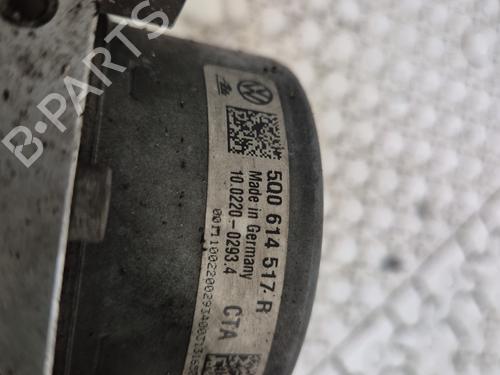 B-PARTS
5Q0 614 517. R
Made in Germany
10.0220-0293.4
CTA